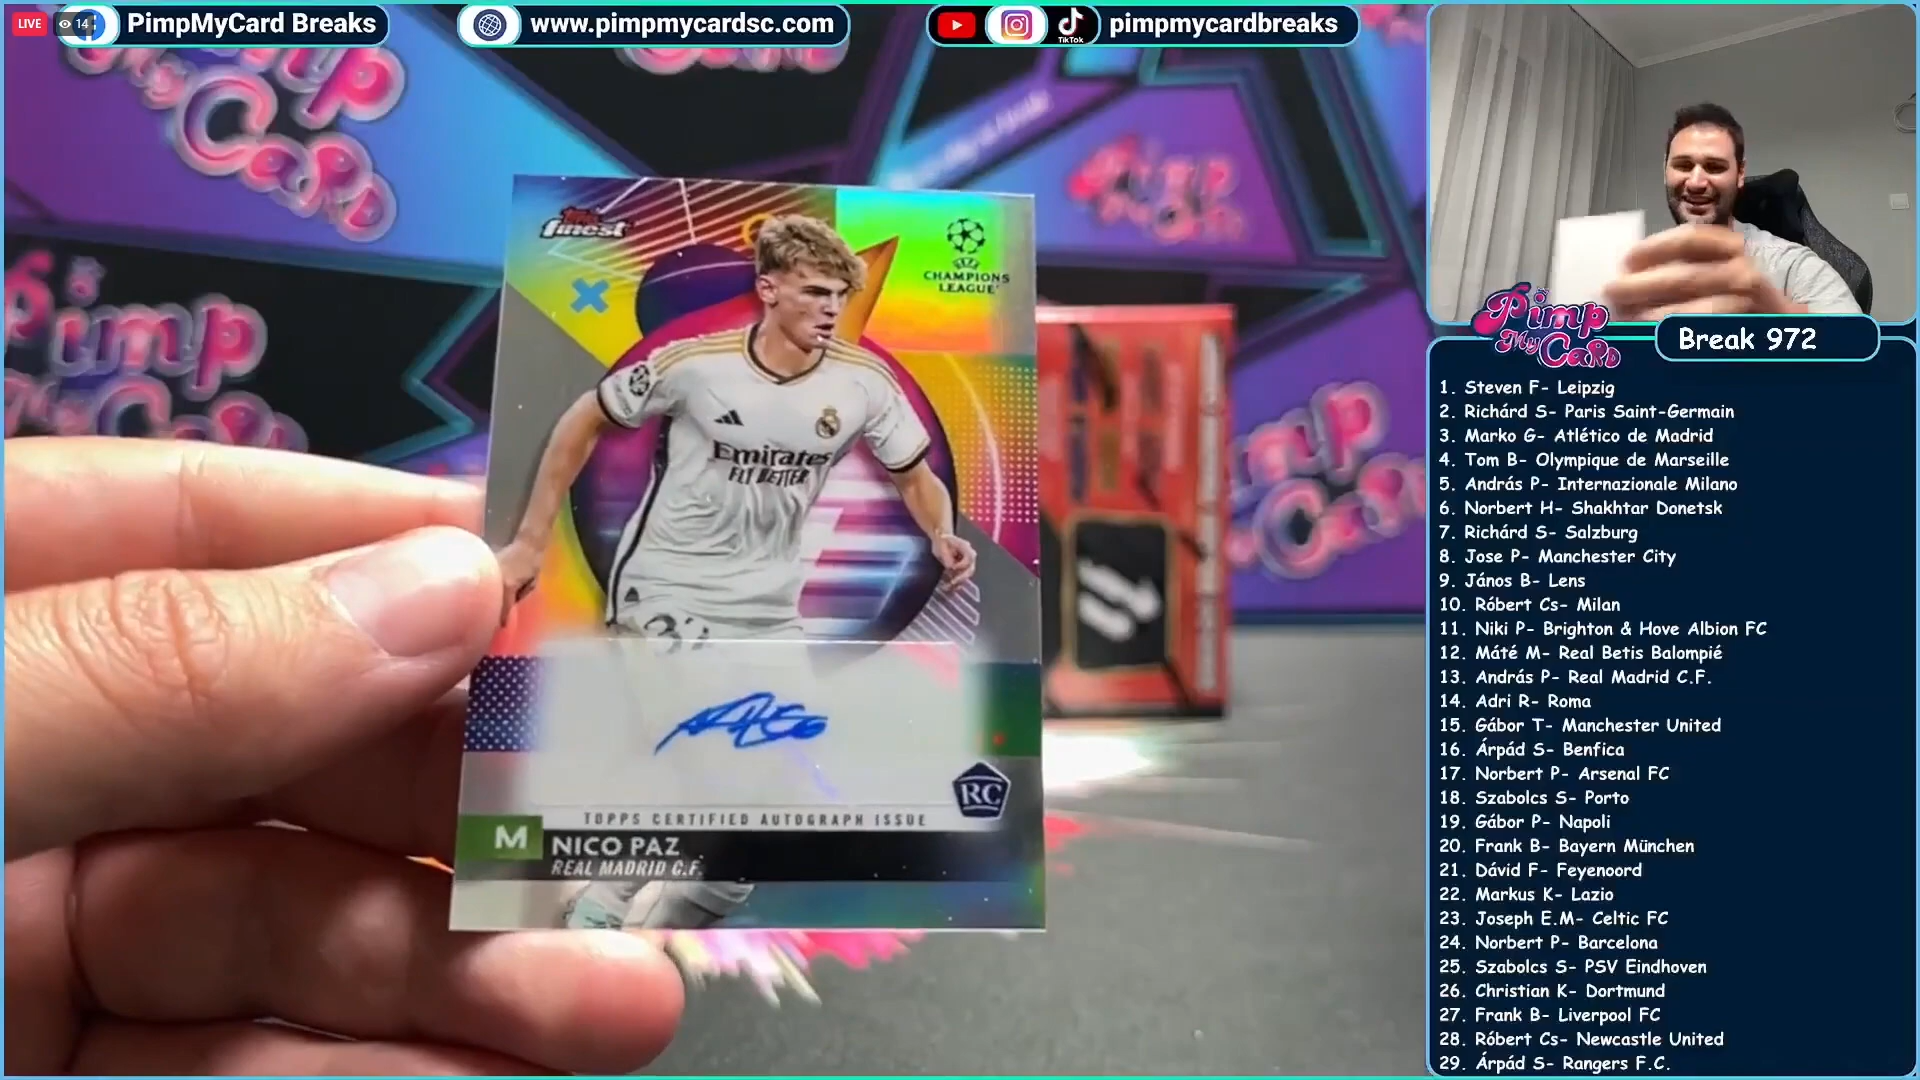 LIVE 14
PimpMyCard Breaks
www.pimpmycardsc.com
TikTok
pimpmycardbreaks
Topps
finest
UEFA
CHAMPIONS
LEAGUE
Emirates
FLY BETTER
32
TOPPS CERTIFIED AUTOGRAPH ISSUE
RC
M
NICO PAZ
REAL MADRID C.F.
Pimp
My
Card
Pimp
Card
Pimp
My
Card
Break 972
1. Steven F- Leipzig
2. Richárd S- Paris Saint-Germain
3. Marko G- Atlético de Madrid
4. Tom B- Olympique de Marseille
5. András P- Internazionale Milano
6. Norbert H- Shakhtar Donetsk
7. Richárd S- Salzburg
8. Jose P- Manchester City
9. János B- Lens
10. Róbert Cs- Milan
11. Niki P- Brighton & Hove Albion FC
12. Máté M- Real Betis Balompié
13. András P- Real Madrid C.F.
14. Adri R- Roma
15. Gábor T- Manchester United
16. Árpád S- Benfica
17. Norbert P- Arsenal FC
18. Szabolcs S- Porto
19. Gábor P- Napoli
20. Frank B- Bayern München
21. Dávid F- Feyenoord
22. Markus K- Lazio
23. Joseph E.M- Celtic FC
24. Norbert P- Barcelona
25. Szabolcs S- PSV Eindhoven
26. Christian K- Dortmund
27. Frank B- Liverpool FC
28. Róbert Cs- Newcastle United
29. Árpád S- Rangers F.C.